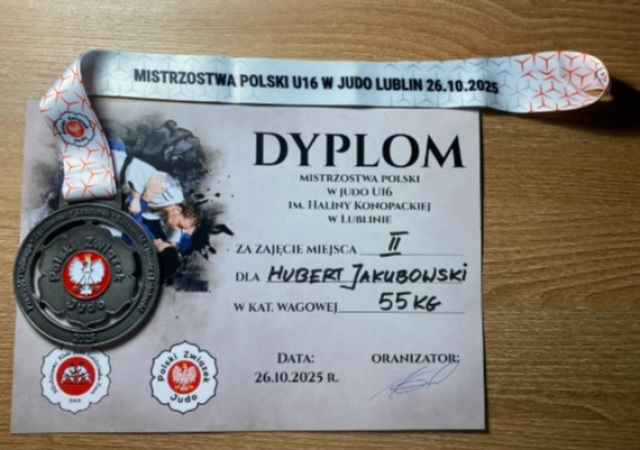 MISTRZOSTWA POLSKI U16 W JUDO LUBLIN 26.10.2025
DYPLOM
MISTRZOSTWA POLSKI
W JUDO U16
IM. HALINY KONOPACKIEJ
W LUBLINIE
ZA ZAJĘCIE MIEJSCA II
DLA HUBERT JAKUBOWSKI
W KAT. WAGOWEJ 55KG
Polski Związek
Judo
2025
DATA: ORANIZATOR:
26.10.2025 R.
Polski Związek
Judo